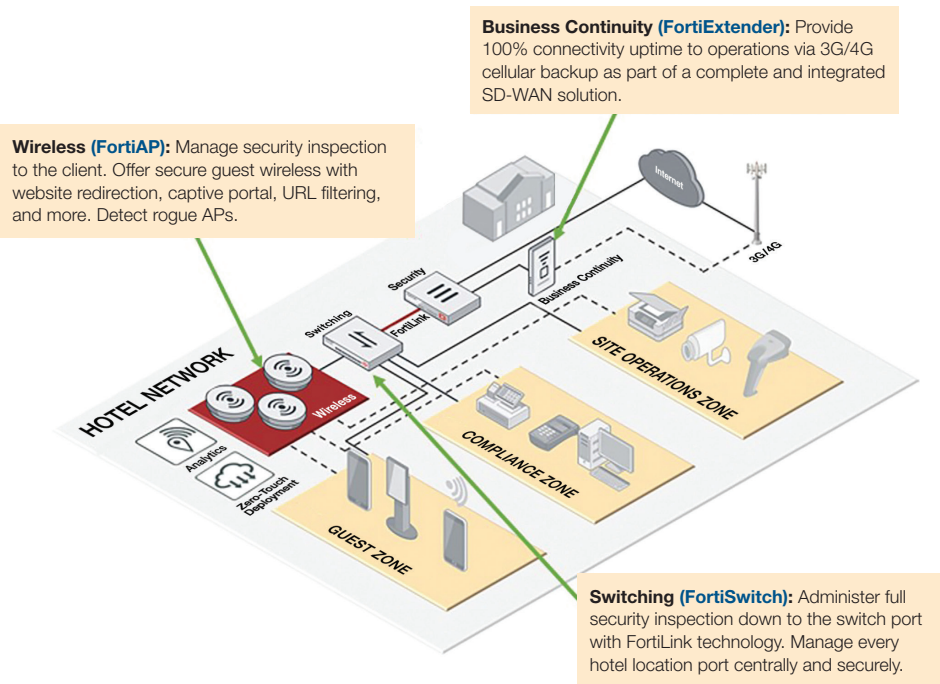 Business Continuity (FortiExtender): Provide
100% connectivity uptime to operations via 3G/4G
cellular backup as part of a complete and integrated
SD-WAN solution.
Wireless (FortiAP): Manage security inspection
to the client. Offer secure guest wireless with
website redirection, captive portal, URL filtering,
and more. Detect rogue APs.
Internet
3G/4G
Security
Business Continuity
Switching
FortiLink
HOTEL NETWORK
Wireless
SITE OPERATIONS ZONE
Analytics
COMPLIANCE ZONE
Zero-Touch
Deployment
GUEST ZONE
Switching (FortiSwitch): Administer full
security inspection down to the switch port
with FortiLink technology. Manage every
hotel location port centrally and securely.